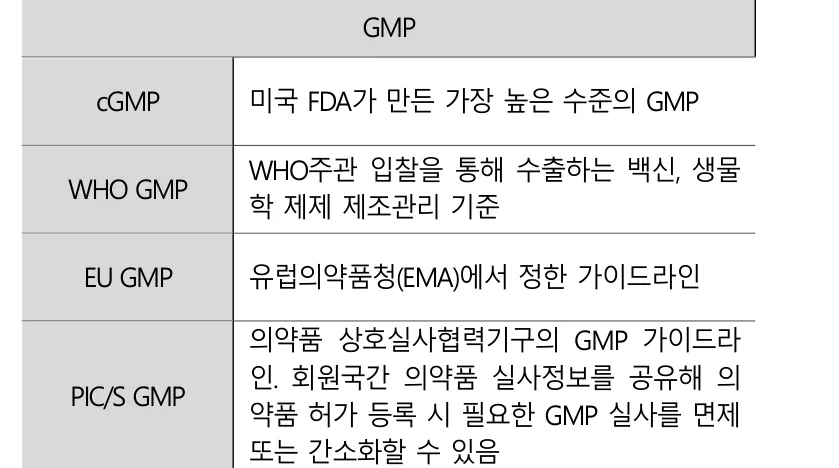 GMP
cGMP
미국 FDA가 만든 가장 높은 수준의 GMP
WHO GMP
WHO주관 입찰을 통해 수출하는 백신, 생물
학 제제 제조관리 기준
EU GMP
유럽의약품청(EMA)에서 정한 가이드라인
PIC/S GMP
의약품 상호실사협력기구의 GMP 가이드라
인. 회원국간 의약품 실사정보를 공유해 의
약품 허가 등록 시 필요한 GMP 실사를 면제
또는 간소화할 수 있음